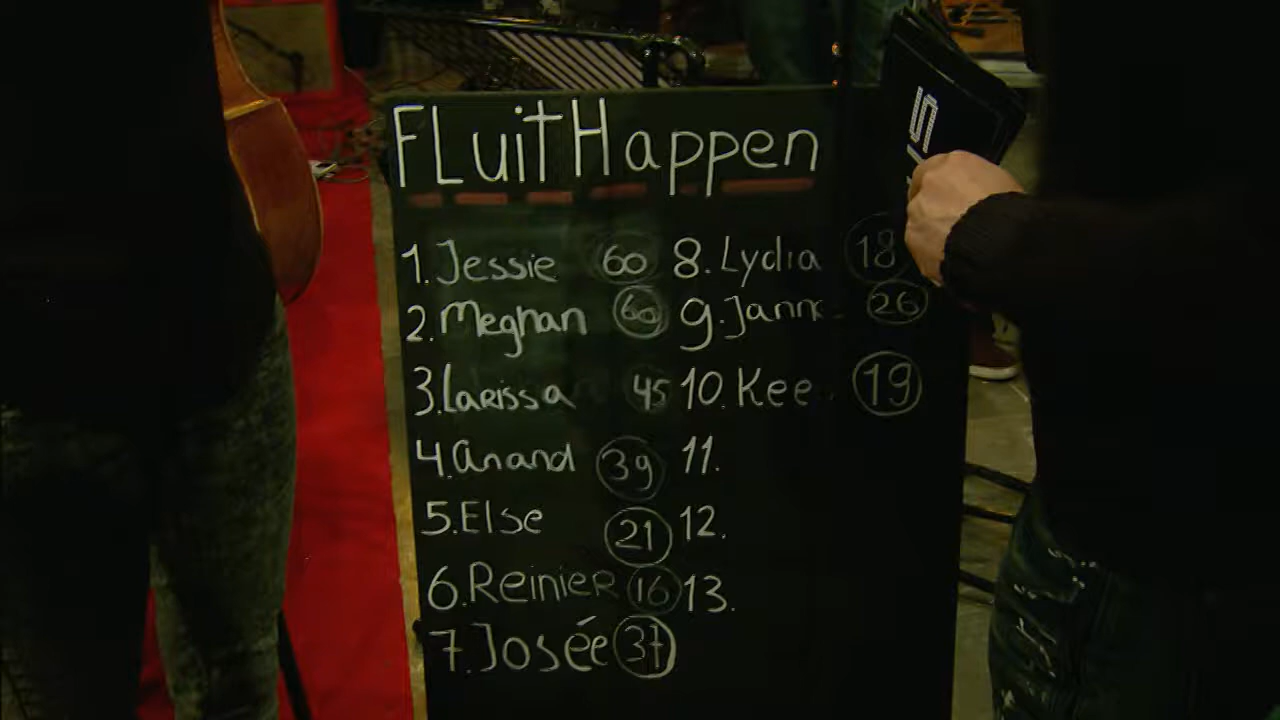 FLuitHappen
1. Jessie 60
2. Meghan 60
3. Larissa 45
4. Anand 39
5. Else 21
6. Reinier 16
7. Josée 37
8. Lydia 18
9. 26
10. Kee 19
11.
12.
13.